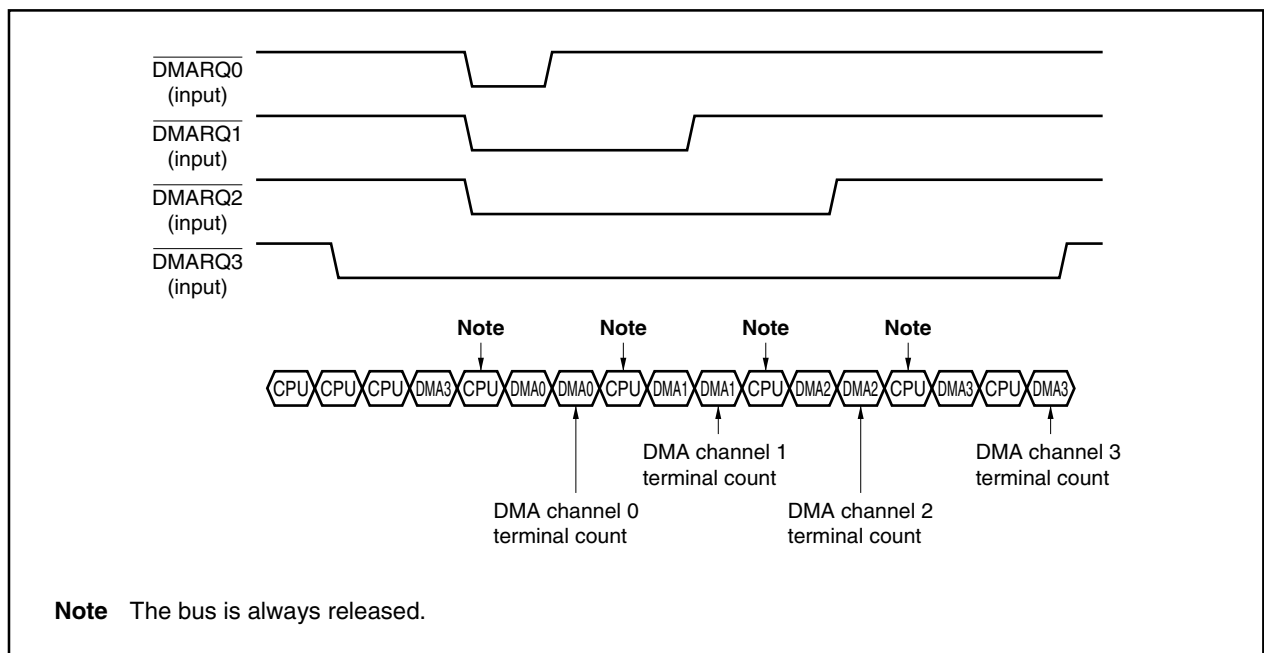 DMARQ0
(input)
DMARQ1
(input)
DMARQ2
(input)
DMARQ3
(input)
Note Note Note Note
CPU CPU CPU DMA3 CPU DMA0 DMA0 CPU DMA1 DMA1 CPU DMA2 DMA2 CPU DMA3 CPU DMA3
DMA channel 1
terminal count
DMA channel 3
terminal count
DMA channel 0
terminal count
DMA channel 2
terminal count
Note The bus is always released.